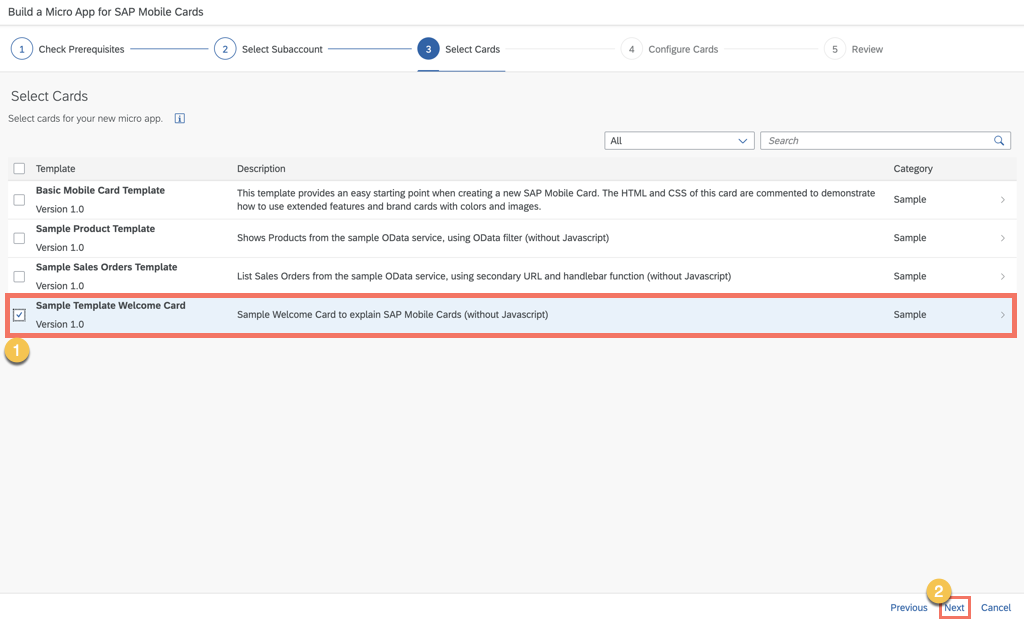 Build a Micro App for SAP Mobile Cards
1 Check Prerequisites 2 Select Subaccount 3 Select Cards 4 Configure Cards 5 Review
Select Cards
Select cards for your new micro app. i
All Search
Template Description Category
Basic Mobile Card Template
Version 1.0
This template provides an easy starting point when creating a new SAP Mobile Card. The HTML and CSS of this card are commented to demonstrate
how to use extended features and brand cards with colors and images.
Sample
Sample Product Template
Version 1.0
Shows Products from the sample OData service, using OData filter (without Javascript)
Sample
Sample Sales Orders Template
Version 1.0
List Sales Orders from the sample OData service, using secondary URL and handlebar function (without Javascript)
Sample
Sample Template Welcome Card
Version 1.0
Sample Welcome Card to explain SAP Mobile Cards (without Javascript)
Sample
1
2
Previous Next Cancel